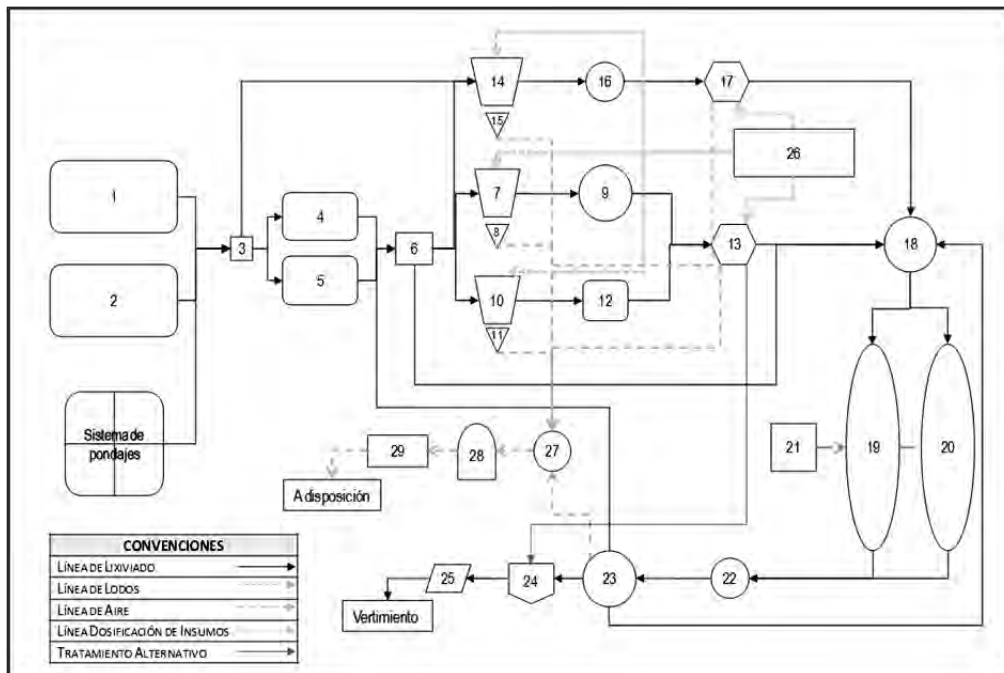 14
16
17
15
1
7
9
26
8
4
3
6
13
18
5
2
10
12
11
Sistema de
pondajes
29
28
27
21
19
20
A disposición
CONVENCIONES
LÍNEA DE LIXIVIADO
LÍNEA DE LODOS
LÍNEA DE AIRE
LÍNEA DOSIFICACIÓN DE INSUMOS
TRATAMIENTO ALTERNATIVO
25
24
23
22
Vertimiento